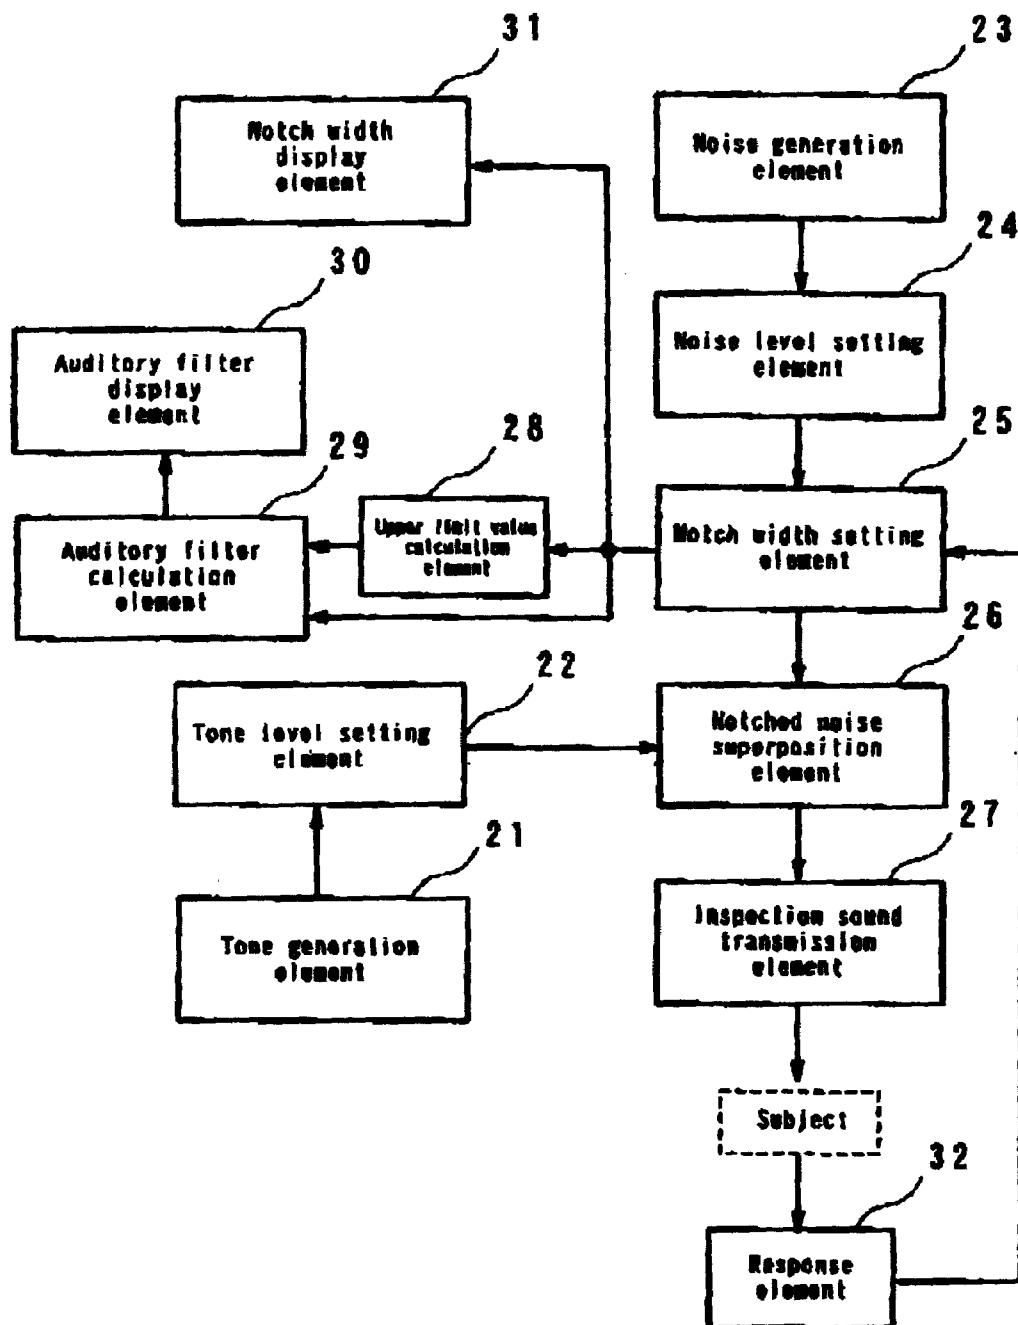 31
Notch width
display
element
23
Noise generation
element
30
Auditory filter
display
element
24
Noise level setting
element
29
Auditory filter
calculation
element
28
Upper limit value
calculation
element
25
Notch width setting
element
22
Tone level setting
element
26
Notched noise
superposition
element
21
Tone generation
element
27
Inspection sound
transmission
element
Subject
32
Response
element